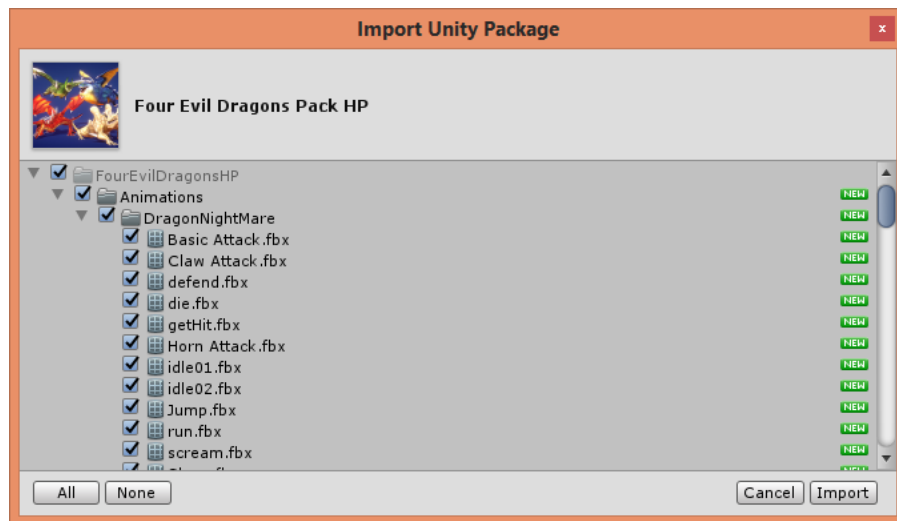 Import Unity Package
x
Four Evil Dragons Pack HP
FourEvilDragonsHP
Animations NEW
DragonNightMare NEW
Basic Attack.fbx NEW
Claw Attack.fbx NEW
defend.fbx NEW
die.fbx NEW
getHit.fbx NEW
Horn Attack.fbx NEW
idle01.fbx NEW
idle02.fbx NEW
Jump.fbx NEW
run.fbx NEW
scream.fbx NEW
All None Cancel Import